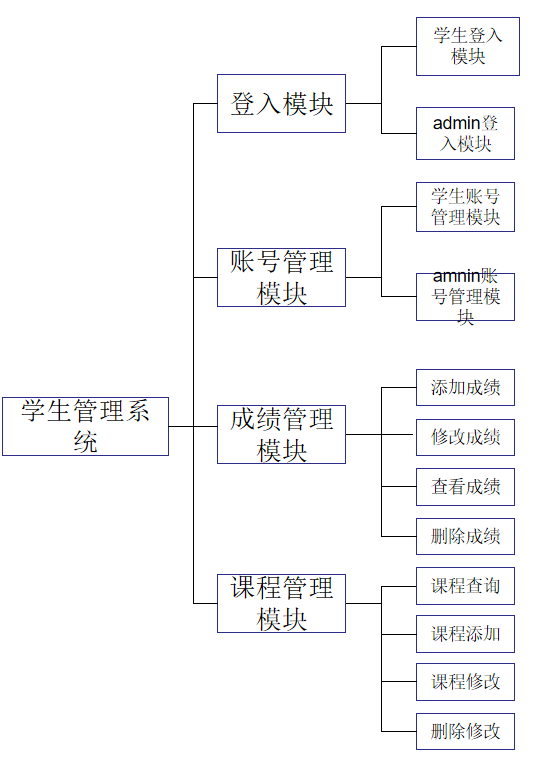 学生管理系
统
登入模块
学生登入
模块
admin登
入模块
账号管理
模块
学生账号
管理模块
amnin账
号管理模
块
成绩管理
模块
添加成绩
修改成绩
查看成绩
删除成绩
课程管理
模块
课程查询
课程添加
课程修改
删除修改